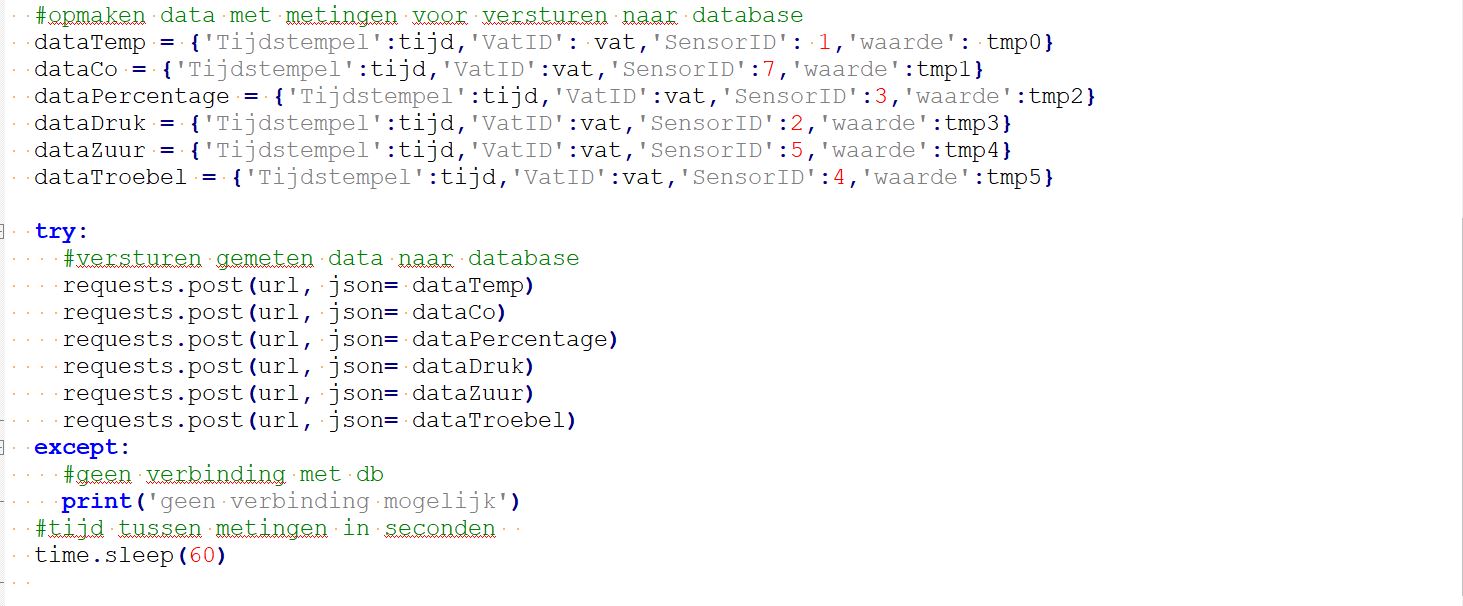 #opmaken data met metingen voor versturen naar database
dataTemp = {'Tijdstempel':tijd,'VatID': vat,'SensorID': 1,'waarde': tmp0}
dataCo = {'Tijdstempel':tijd,'VatID':vat,'SensorID':7,'waarde':tmp1}
dataPercentage = {'Tijdstempel':tijd,'VatID':vat,'SensorID':3,'waarde':tmp2}
dataDruk = {'Tijdstempel':tijd,'VatID':vat,'SensorID':2,'waarde':tmp3}
dataZuur = {'Tijdstempel':tijd,'VatID':vat,'SensorID':5,'waarde':tmp4}
dataTroebel = {'Tijdstempel':tijd,'VatID':vat,'SensorID':4,'waarde':tmp5}
try:
#versturen gemeten data naar database
requests.post(url, json= dataTemp)
requests.post(url, json= dataCo)
requests.post(url, json= dataPercentage)
requests.post(url, json= dataDruk)
requests.post(url, json= dataZuur)
requests.post(url, json= dataTroebel)
except:
#geen verbinding met db
print('geen verbinding mogelijk')
#tijd tussen metingen in seconden
time.sleep(60)